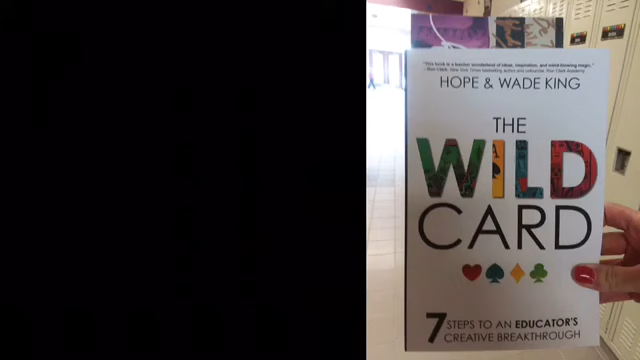 "This book is a teacher wonderland of ideas, inspiration, and mind-blowing magic."
HOPE & WADE KING
THE
WILD
CARD
7 STEPS TO AN EDUCATOR'S
CREATIVE BREAKTHROUGH